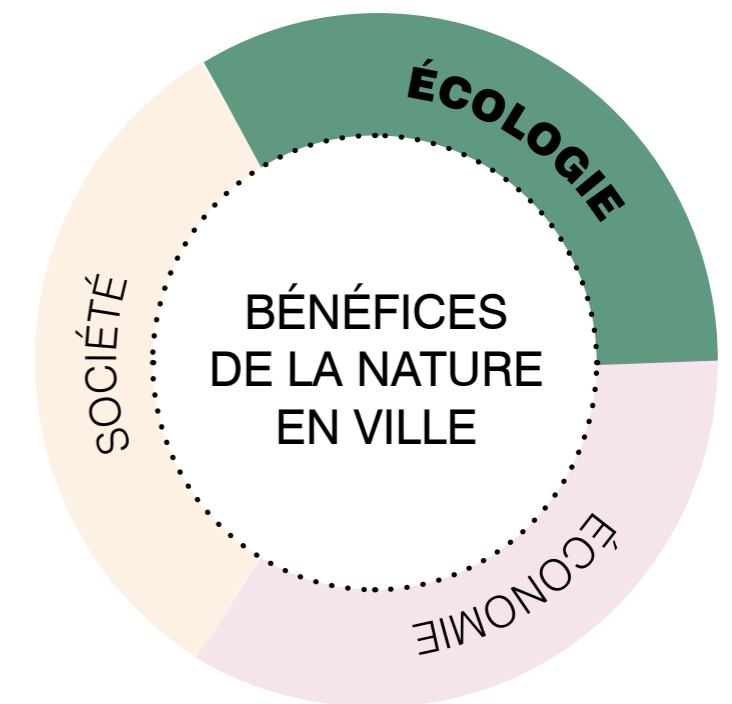 ÉCOLOGIE
SOCIÉTÉ
BÉNÉFICES
DE LA NATURE
EN VILLE
ÉCONOMIE